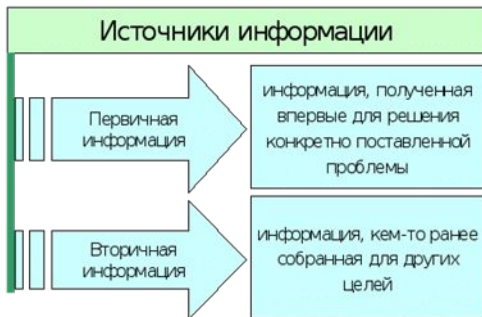 Источники информации
Первичная
информация
информация, полученная
впервые для решения
конкретно поставленной
проблемы
Вторичная
информация
информация, кем-то ранее
собранная для других
целей